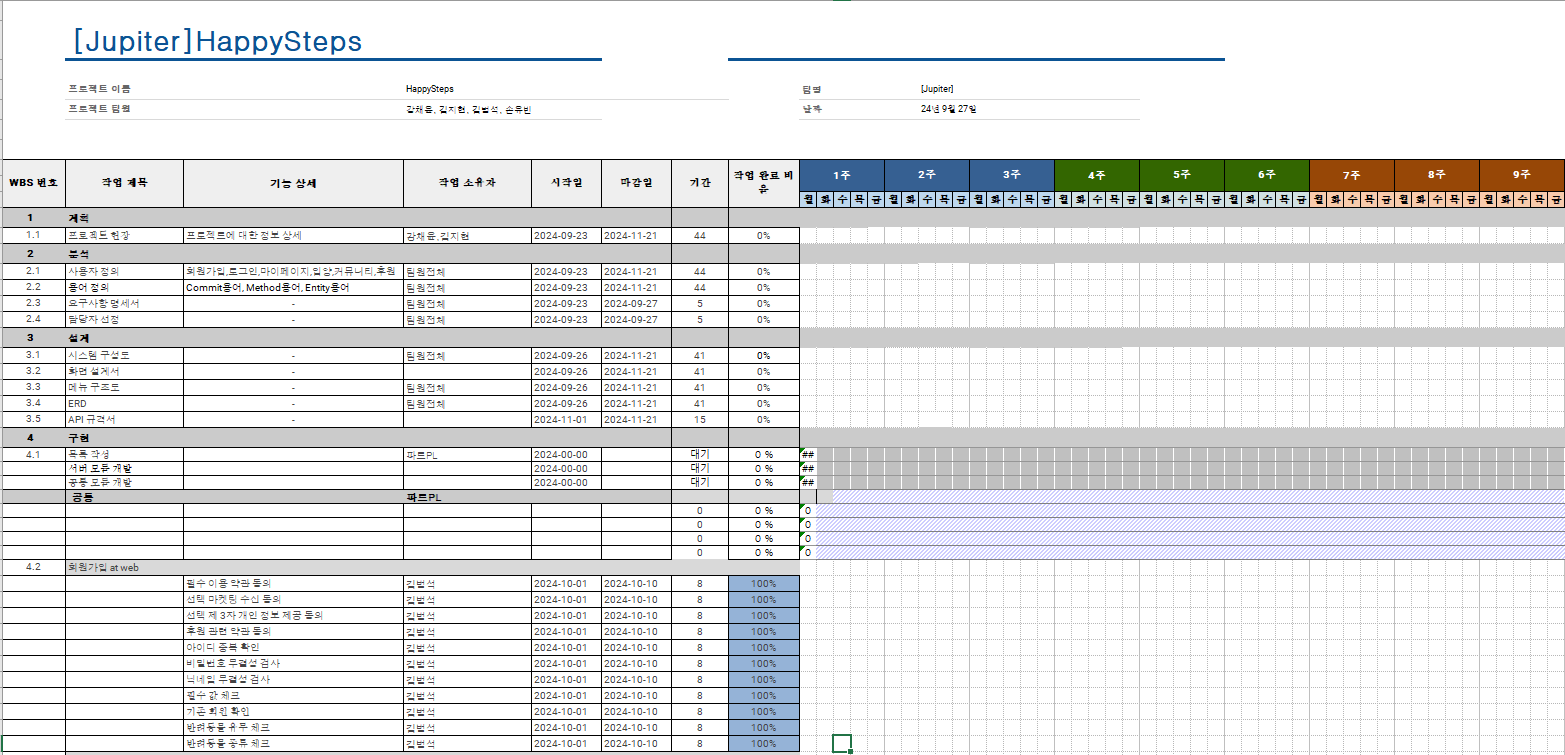 [Jupiter]HappySteps
프로젝트 이름 HappySteps 팀명 [Jupiter]
프로젝트 팀원 강채윤, 김지현, 김범석, 손유빈 날짜 24년 9월 27일
WBS 번호 작업 제목 기능 상세 작업 소유자 시작일 마감일 기간 작업 완료 비율 1주 2주 3주 4주 5주 6주 7주 8주 9주
월 화 수 목 금 월 화 수 목 금 월 화 수 목 금 월 화 수 목 금 월 화 수 목 금 월 화 수 목 금 월 화 수 목 금 월 화 수 목 금 월 화 수 목 금
1 계획
1.1 프로젝트 헌장 프로젝트에 대한 정보 상세 강채윤,김지현 2024-09-23 2024-11-21 44 0%
2 분석
2.1 사용자 정의 회원가입,로그인,마이페이지,입양,커뮤니티,후원 팀원전체 2024-09-23 2024-11-21 44 0%
2.2 용어 정의 Commit용어, Method용어, Entity용어 팀원전체 2024-09-23 2024-11-21 44 0%
2.3 요구사항 명세서 - 팀원전체 2024-09-23 2024-09-27 5 0%
2.4 담당자 선정 - 팀원전체 2024-09-23 2024-09-27 5 0%
3 설계
3.1 시스템 구성도 - 팀원전체 2024-09-26 2024-11-21 41 0%
3.2 화면 설계서 - 2024-09-26 2024-11-21 41 0%
3.3 메뉴 구조도 - 팀원전체 2024-09-26 2024-11-21 41 0%
3.4 ERD - 팀원전체 2024-09-26 2024-11-21 41 0%
3.5 API 규격서 - 2024-11-01 2024-11-21 15 0%
4 구현
4.1 목록 작성 파트PL 2024-00-00 대기 0 % ##
서버 모듈 개발 2024-00-00 대기 0 % ##
공통 모듈 개발 2024-00-00 대기 0 % ##
공통 파트PL
0 0 % 0
0 0 % 0
0 0 % 0
0 0 % 0
4.2 회원가입 at web
필수 이용 약관 동의 김범석 2024-10-01 2024-10-10 8 100%
선택 마켓팅 수신 동의 김범석 2024-10-01 2024-10-10 8 100%
선택 제 3자 개인 정보 제공 동의 김범석 2024-10-01 2024-10-10 8 100%
후원 관련 약관 동의 김범석 2024-10-01 2024-10-10 8 100%
아이디 중복 확인 김범석 2024-10-01 2024-10-10 8 100%
비밀번호 무결성 검사 김범석 2024-10-01 2024-10-10 8 100%
닉네임 무결성 검사 김범석 2024-10-01 2024-10-10 8 100%
필수 값 체크 김범석 2024-10-01 2024-10-10 8 100%
기존 회원 확인 김범석 2024-10-01 2024-10-10 8 100%
반려동물 유무 체크 김범석 2024-10-01 2024-10-10 8 100%
반려동물 종류 체크 김범석 2024-10-01 2024-10-10 8 100%